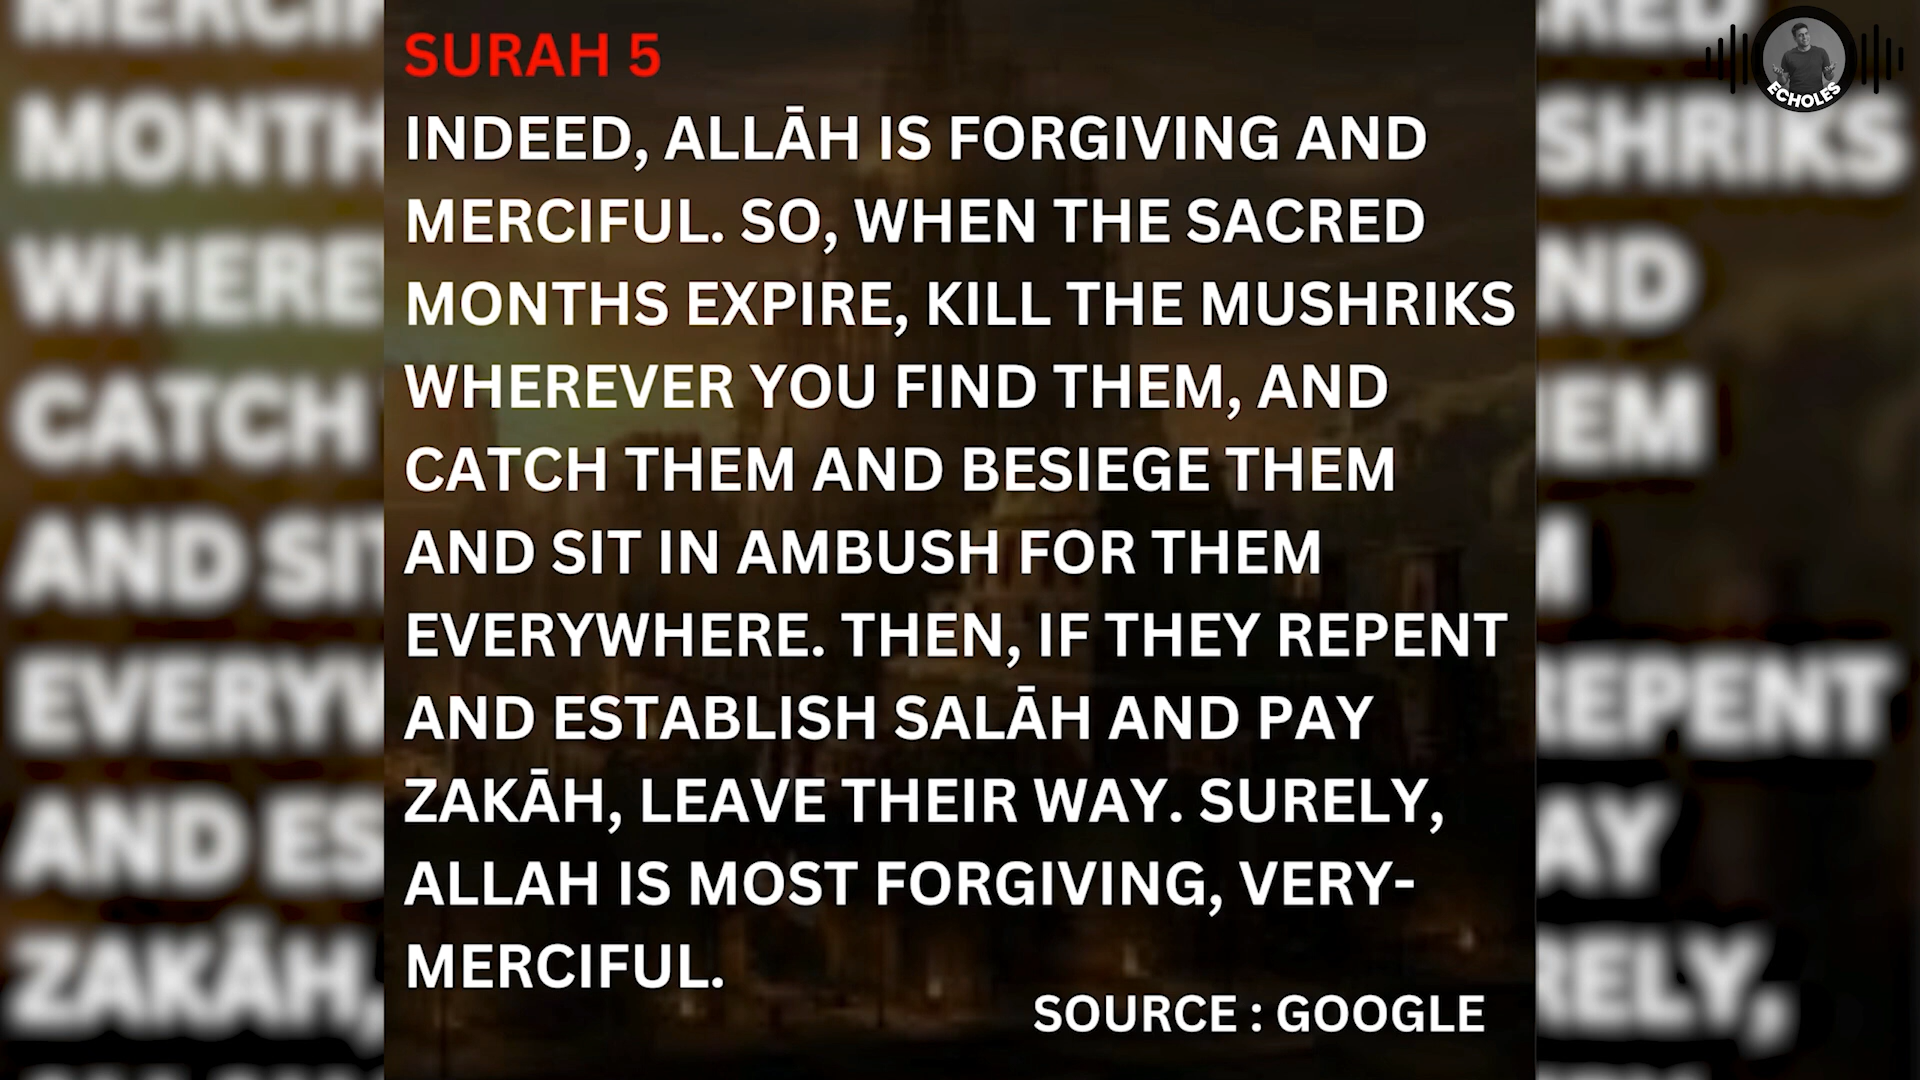 SURAH 5
INDEED, ALLĀH IS FORGIVING AND
MERCIFUL. SO, WHEN THE SACRED
MONTHS EXPIRE, KILL THE MUSHRIKS
WHEREVER YOU FIND THEM, AND
CATCH THEM AND BESIEGE THEM
AND SIT IN AMBUSH FOR THEM
EVERYWHERE. THEN, IF THEY REPENT
AND ESTABLISH SALĀH AND PAY
ZAKĀH, LEAVE THEIR WAY. SURELY,
ALLAH IS MOST FORGIVING, VERY-
MERCIFUL.
SOURCE : GOOGLE
ECHOLES